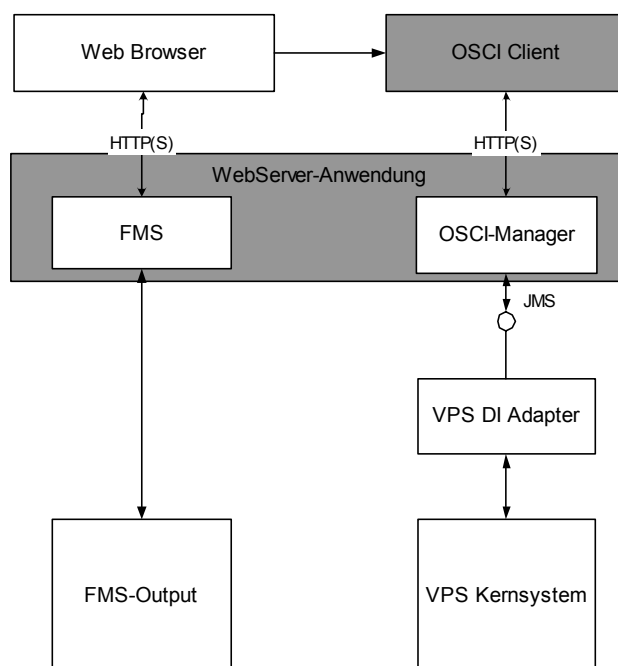 Web Browser
OSCI Client
HTTP(S)
HTTP(S)
WebServer-Anwendung
FMS
OSCI-Manager
JMS
VPS DI Adapter
FMS-Output
VPS Kernsystem